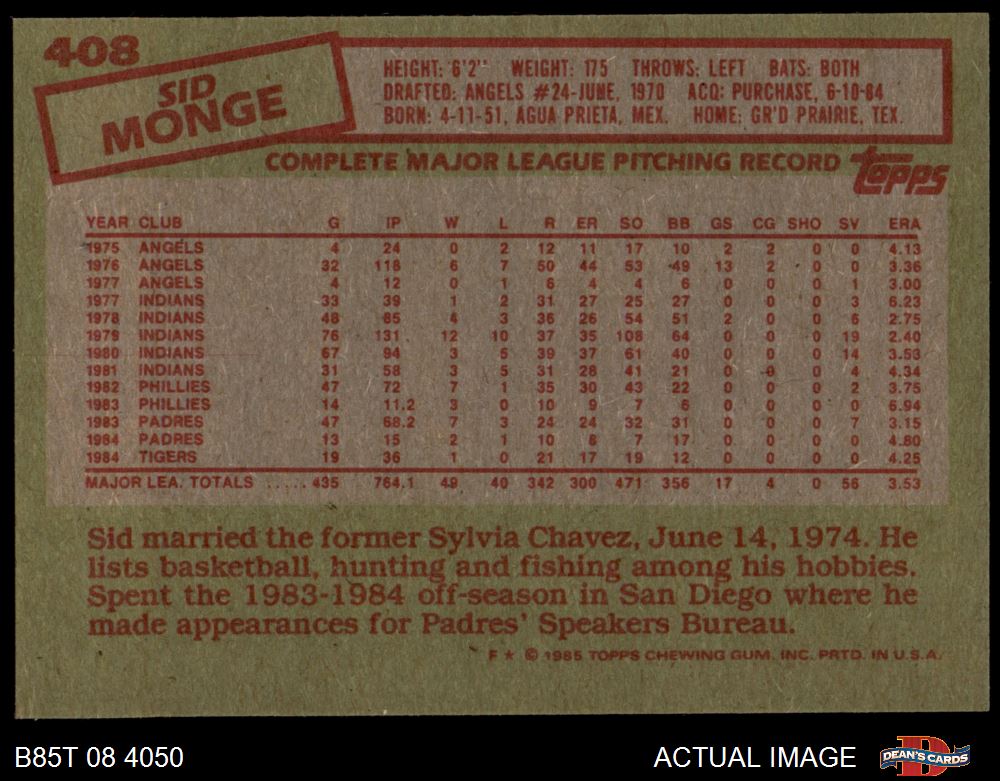 408
SID
MONGE
HEIGHT: 6'2" WEIGHT: 175 THROWS: LEFT BATS: BOTH
DRAFTED: ANGELS #24-JUNE, 1970 ACQ: PURCHASE, 6-10-84
BORN: 4-11-51, AGUA PRIETA, MEX. HOME: GR'D PRAIRIE, TEX.
COMPLETE MAJOR LEAGUE PITCHING RECORD topps
YEAR CLUB G IP W L R ER SO BB GS CG SHO SV ERA
1975 ANGELS 4 24 0 2 12 11 17 10 2 2 0 0 4.13
1976 ANGELS 32 118 6 7 50 44 53 49 13 2 0 0 3.36
1977 ANGELS 4 12 0 1 6 4 4 6 0 0 0 1 3.00
1977 INDIANS 33 39 1 2 31 27 25 27 0 0 0 3 6.23
1978 INDIANS 48 85 4 3 36 26 54 51 2 0 0 6 2.75
1979 INDIANS 76 131 12 10 37 35 108 64 0 0 0 19 2.40
1980 INDIANS 67 94 3 5 39 37 61 40 0 0 0 14 3.53
1981 INDIANS 31 58 3 5 31 28 41 21 0 0 0 4 4.34
1982 PHILLIES 47 72 7 1 35 30 43 22 0 0 0 2 3.75
1983 PHILLIES 14 11.2 3 0 10 9 7 6 0 0 0 0 6.94
1983 PADRES 47 68.2 7 3 24 24 32 31 0 0 0 7 3.15
1984 PADRES 13 15 2 1 10 8 7 17 0 0 0 0 4.80
1984 TIGERS 19 36 1 0 21 17 19 12 0 0 0 0 4.25
MAJOR LEA. TOTALS ..... 435 764.1 49 40 342 300 471 356 17 4 0 56 3.53
Sid married the former Sylvia Chavez, June 14, 1974. He
lists basketball, hunting and fishing among his hobbies.
Spent the 1983-1984 off-season in San Diego where he
made appearances for Padres' Speakers Bureau.
F ★ © 1985 TOPPS CHEWING GUM, INC. PRTD. IN U.S.A.
B85T 08 4050 ACTUAL IMAGE DEAN'S CARDS